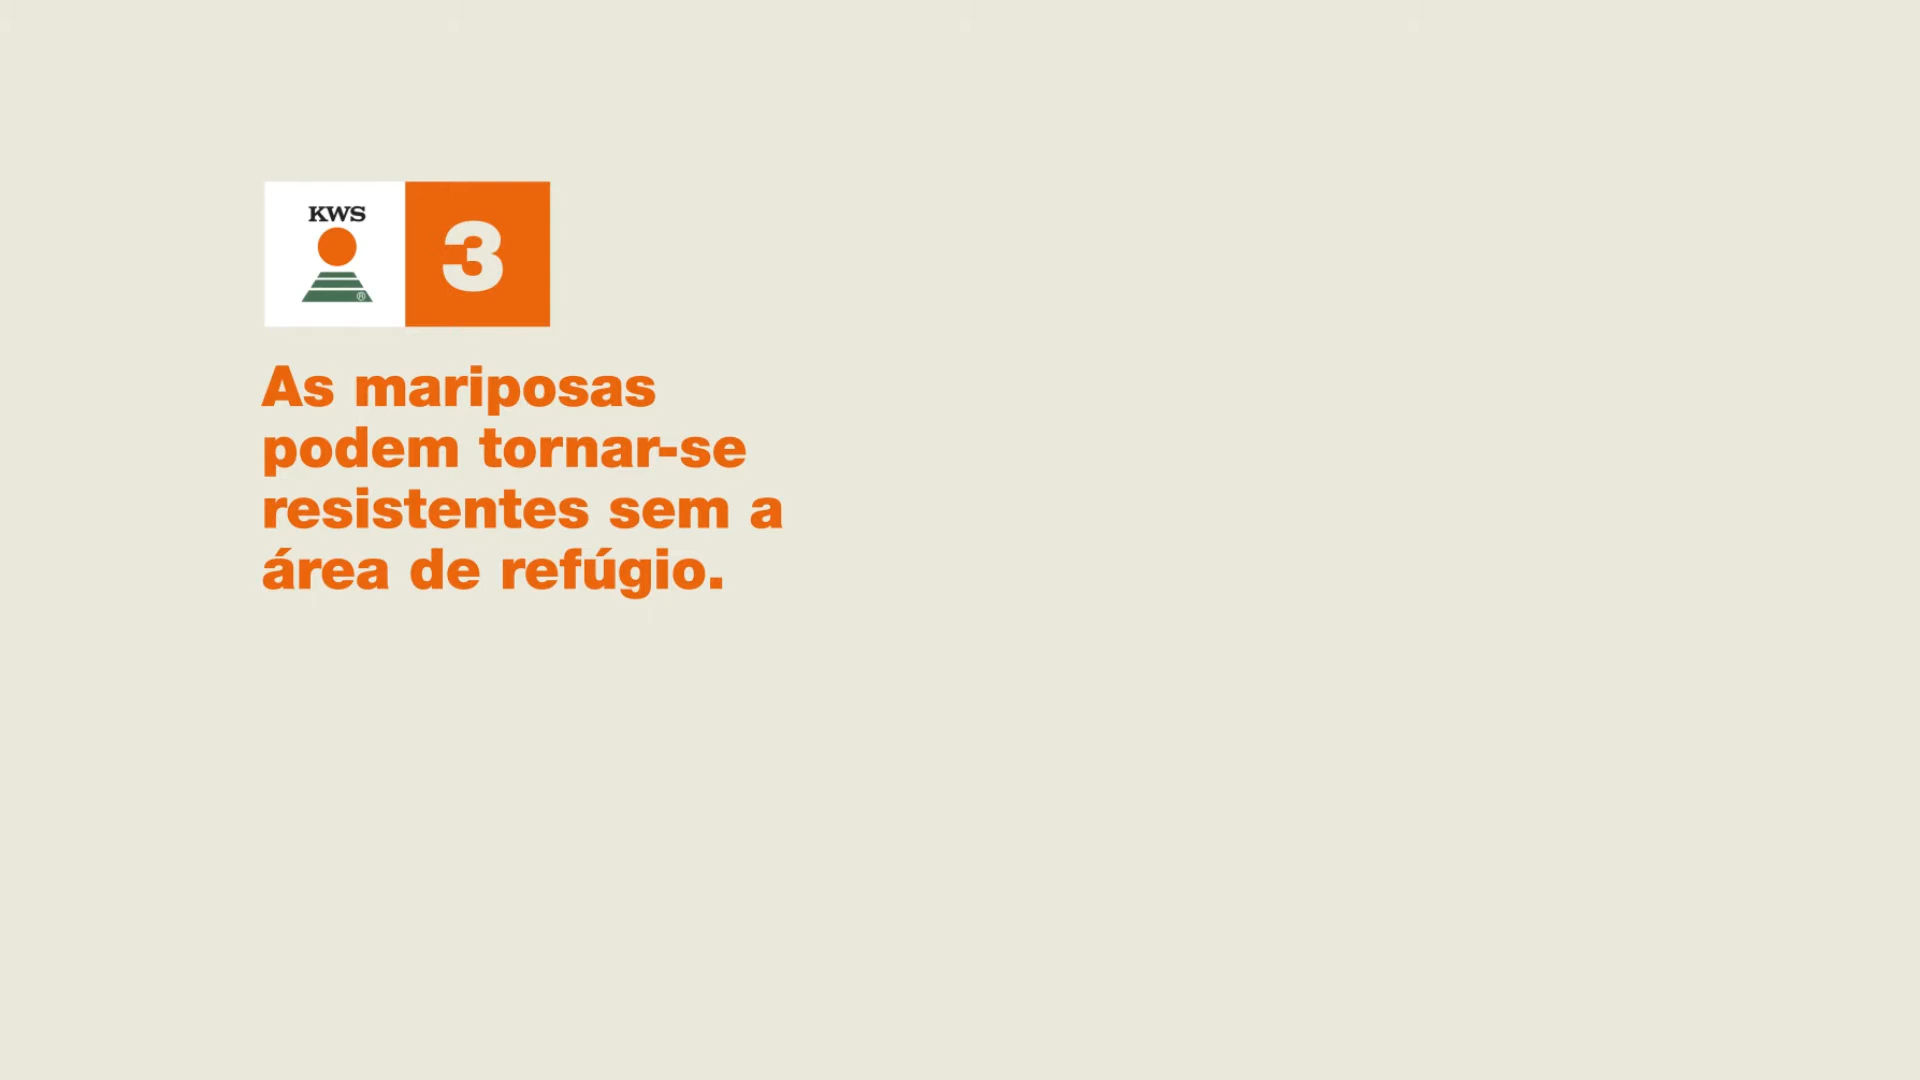 KWS
®
3
As mariposas
podem tornar-se
resistentes sem a
área de refúgio.